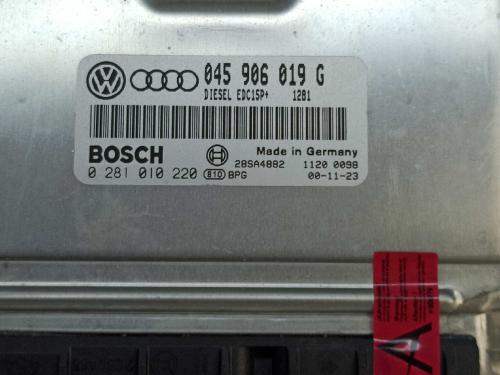 045 906 019 G
DIESEL EDC15P+ 1281
BOSCH
Made in Germany
28SA4882 1120 0098
0 281 010 220 810 BPG 00-11-23
A